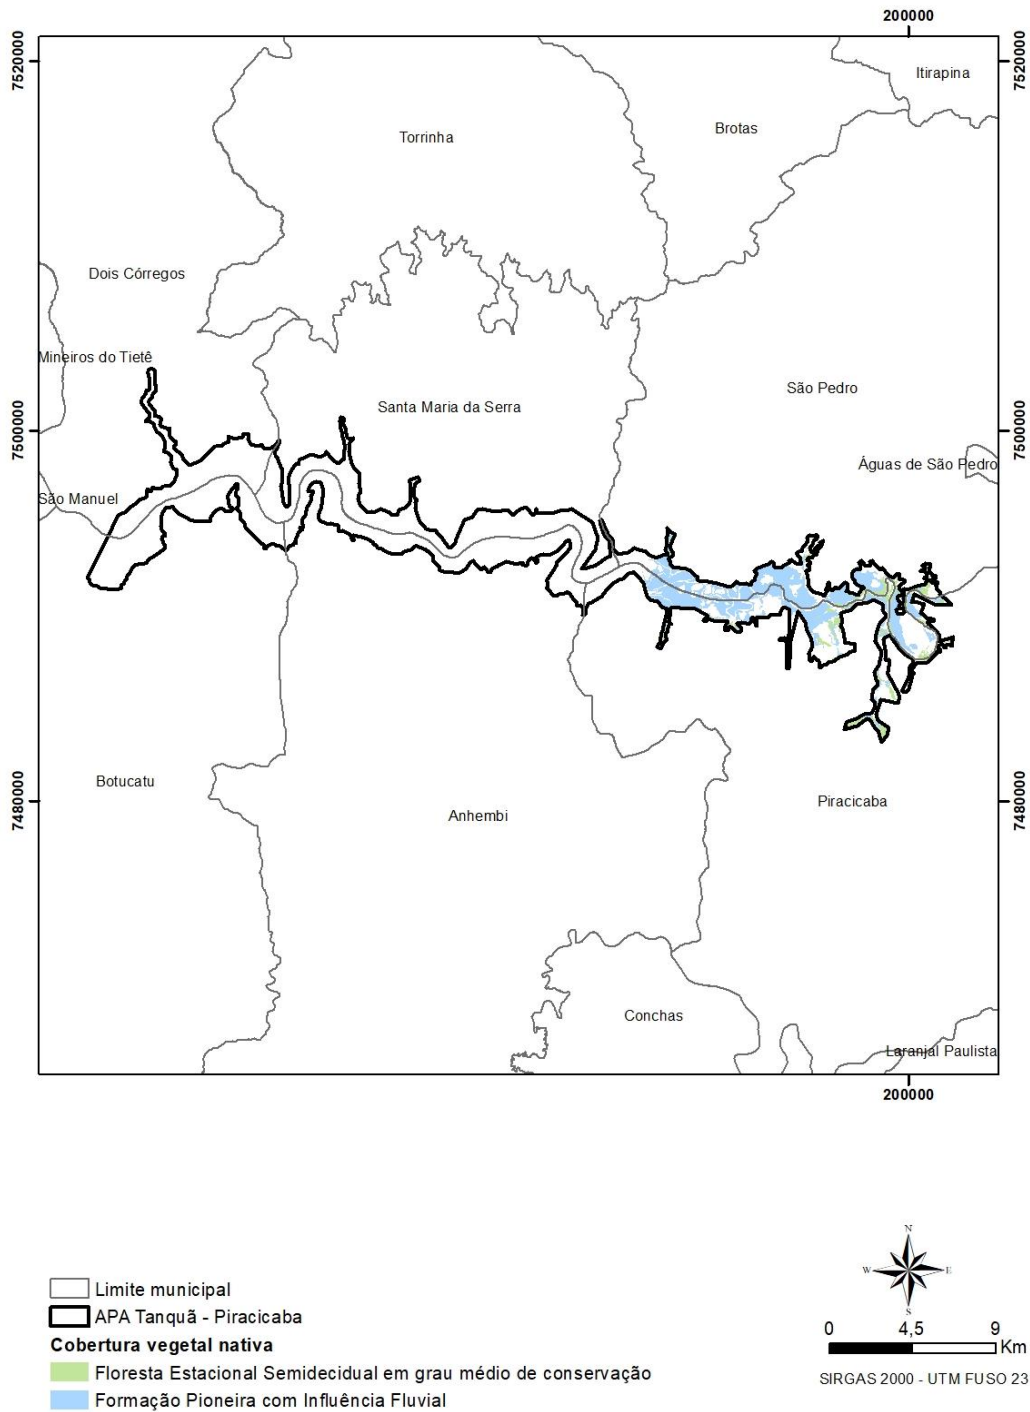 200000
7520000
7520000
Itirapina
Brotas
Torrinha
Dois Córregos
Mineiros do Tietê
São Pedro
Santa Maria da Serra
7500000
7500000
Águas de São Pedro
São Manuel
Botucatu
7480000
Piracicaba
7480000
Anhembi
Conchas
Laranjal Paulista
200000
N
W
E
S
Limite municipal
APA Tanquã - Piracicaba
Cobertura vegetal nativa
Floresta Estacional Semidecidual em grau médio de conservação
Formação Pioneira com Influência Fluvial
0 4,5 9
Km
SIRGAS 2000 - UTM FUSO 23